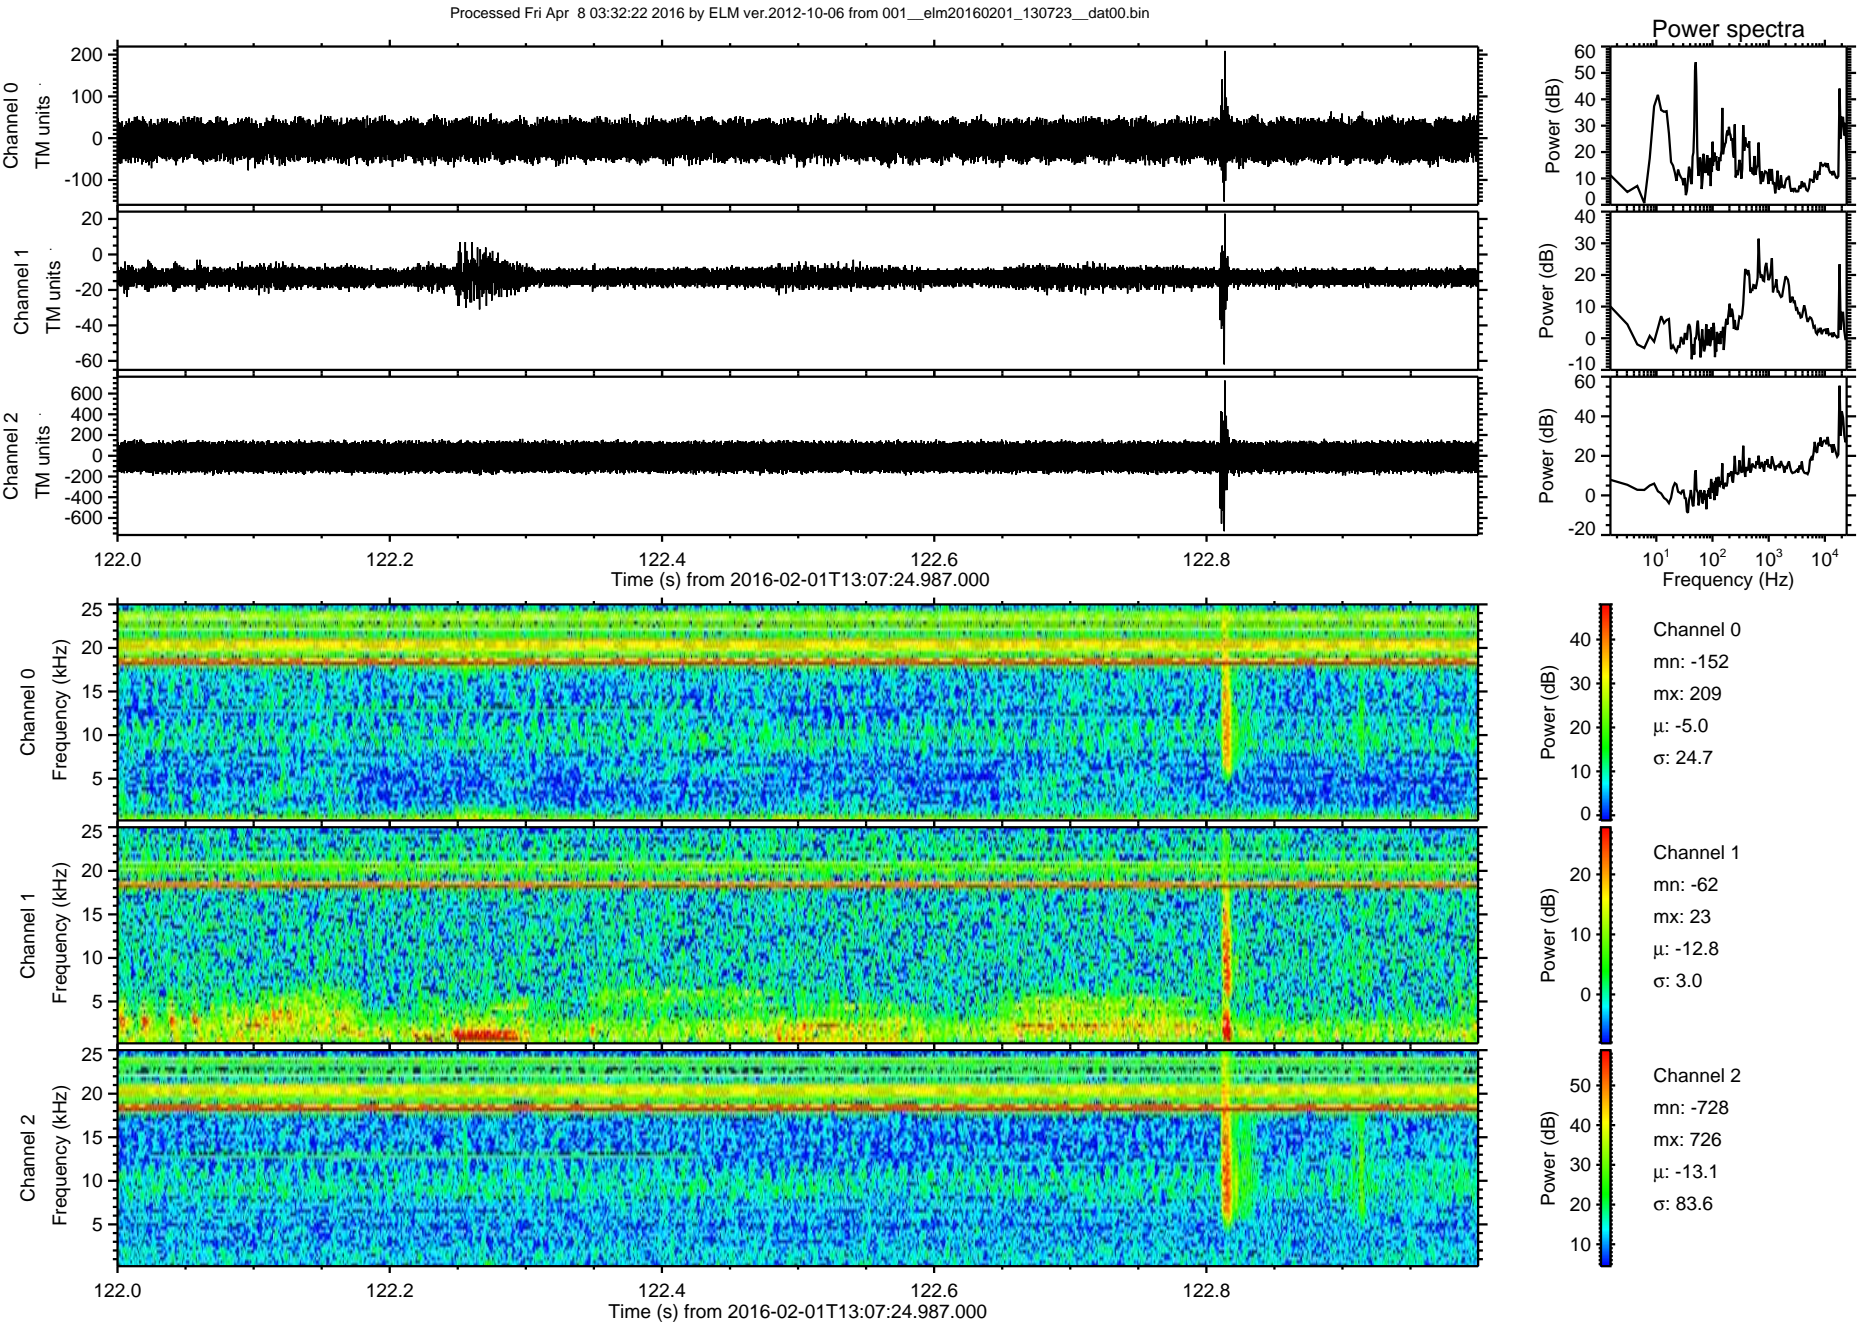 Processed Fri Apr 8 03:32:22 2016 by ELM ver.2012-10-06 from 001__elm20160201_130723__dat00.bin
Power spectra
Channel 0
TM units
200
100
0
-100
Power (dB)
60
50
40
30
20
10
0
Channel 1
TM units
20
0
-20
-40
-60
Power (dB)
40
30
20
10
0
-10
Channel 2
TM units
600
400
200
0
-200
-400
-600
Power (dB)
60
40
20
0
-20
122.0 122.2 122.4 122.6 122.8
Time (s) from 2016-02-01T13:07:24.987.000
10^1 10^2 10^3 10^4
Frequency (Hz)
Channel 0
Frequency (kHz)
25
20
15
10
5
Power (dB)
40
30
20
10
0
Channel 0
mn: -152
mx: 209
μ: -5.0
σ: 24.7
Channel 1
Frequency (kHz)
25
20
15
10
5
Power (dB)
20
10
0
Channel 1
mn: -62
mx: 23
μ: -12.8
σ: 3.0
Channel 2
Frequency (kHz)
25
20
15
10
5
Power (dB)
50
40
30
20
10
Channel 2
mn: -728
mx: 726
μ: -13.1
σ: 83.6
122.0 122.2 122.4 122.6 122.8
Time (s) from 2016-02-01T13:07:24.987.000